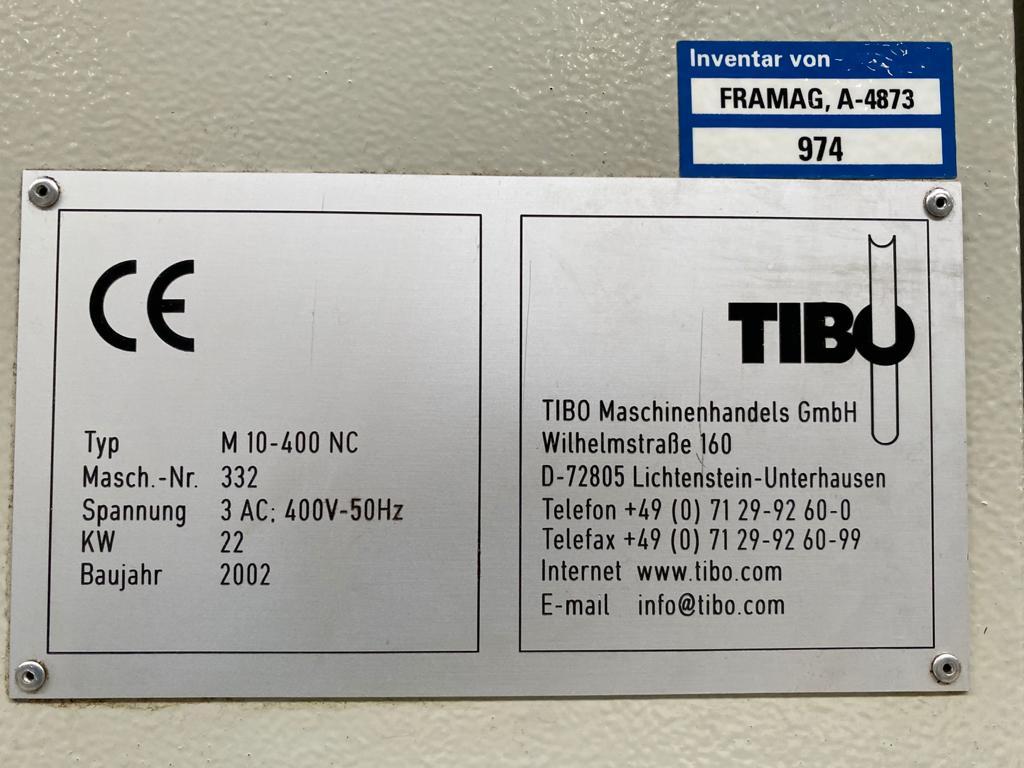 Inventar von
FRAMAG, A-4873
974
CE
Typ M 10-400 NC
Masch.-Nr. 332
Spannung 3 AC; 400V-50Hz
KW 22
Baujahr 2002
TIBO
TIBO Maschinenhandels GmbH
Wilhelmstraße 160
D-72805 Lichtenstein-Unterhausen
Telefon +49 (0) 71 29-92 60-0
Telefax +49 (0) 71 29-92 60-99
Internet www.tibo.com
E-mail info@tibo.com